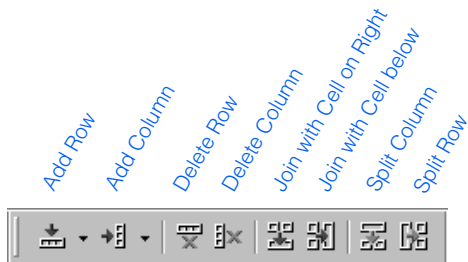 Add Row
Add Column
Delete Row
Delete Column
Join with Cell on Right
Join with Cell below
Split Column
Split Row